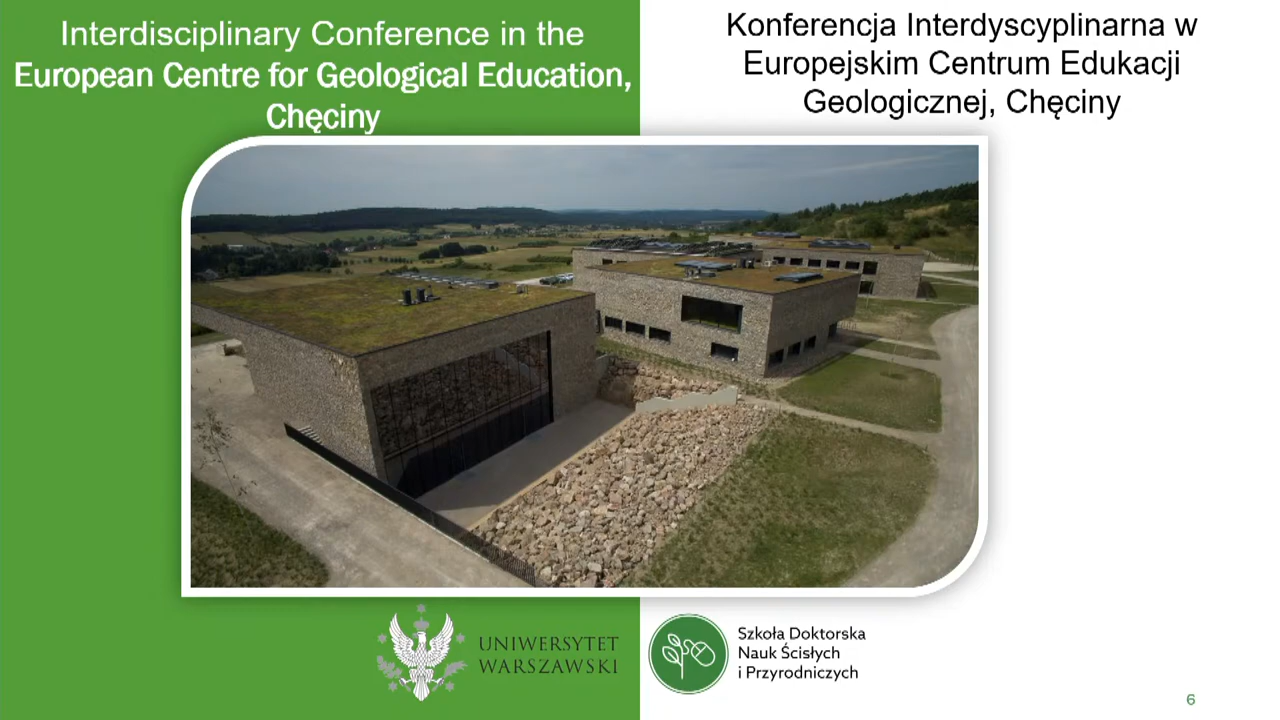 Interdisciplinary Conference in the
European Centre for Geological Education,
Chęciny
Konferencja Interdyscyplinarna w
Europejskim Centrum Edukacji
Geologicznej, Chęciny
UNIWERSYTET
WARSZAWSKI
Szkoła Doktorska
Nauk Ścisłych
i Przyrodniczych
6